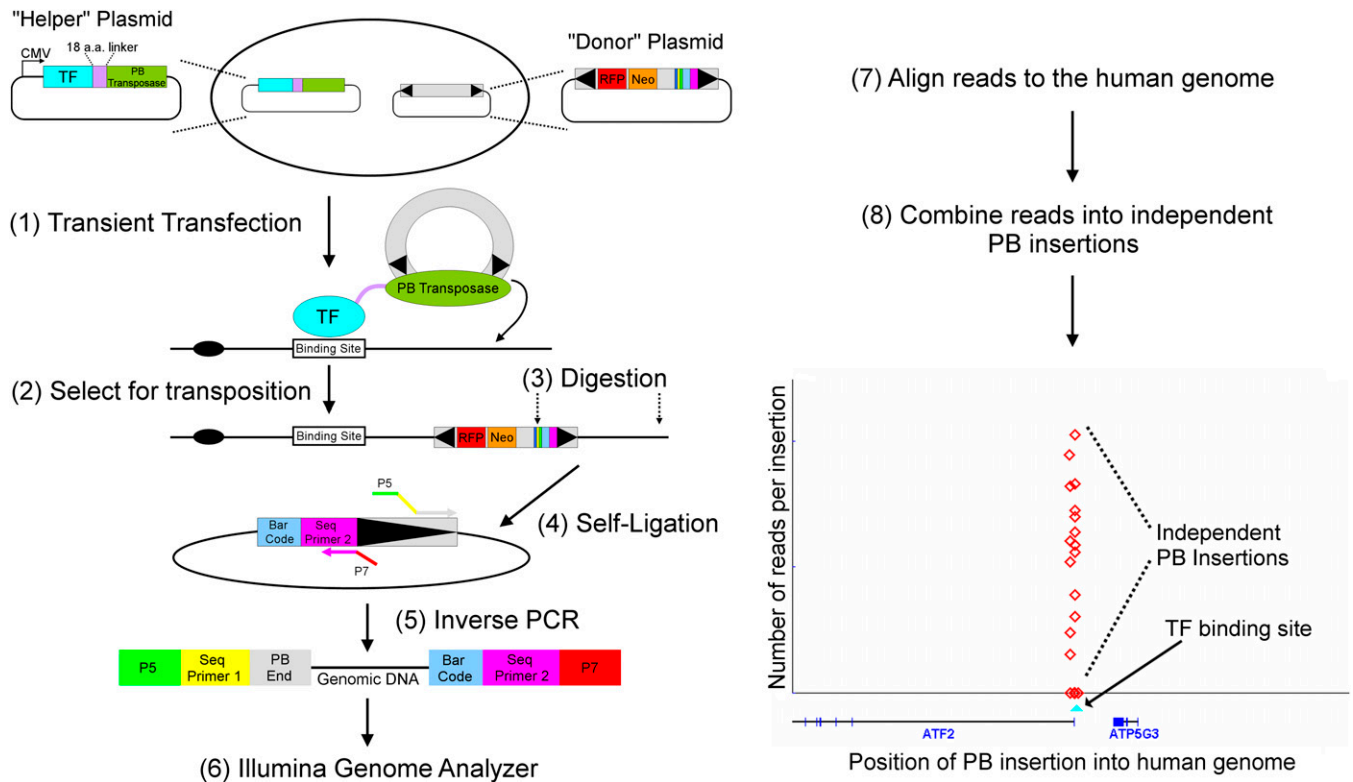 "Helper" Plasmid
18 a.a. linker
CMV
TF
PB
Transposase
"Donor" Plasmid
RFP
Neo
(1) Transient Transfection
PB Transposase
TF
Binding Site
(2) Select for transposition
(3) Digestion
Binding Site
RFP
Neo
P5
(4) Self-Ligation
Bar
Code
Seq
Primer 2
P7
(5) Inverse PCR
P5
Seq
Primer 1
PB
End
Genomic DNA
Bar
Code
Seq
Primer 2
P7
(6) Illumina Genome Analyzer
(7) Align reads to the human genome
(8) Combine reads into independent
PB insertions
Number of reads per insertion
Independent
PB Insertions
TF binding site
ATF2
ATP5G3
Position of PB insertion into human genome